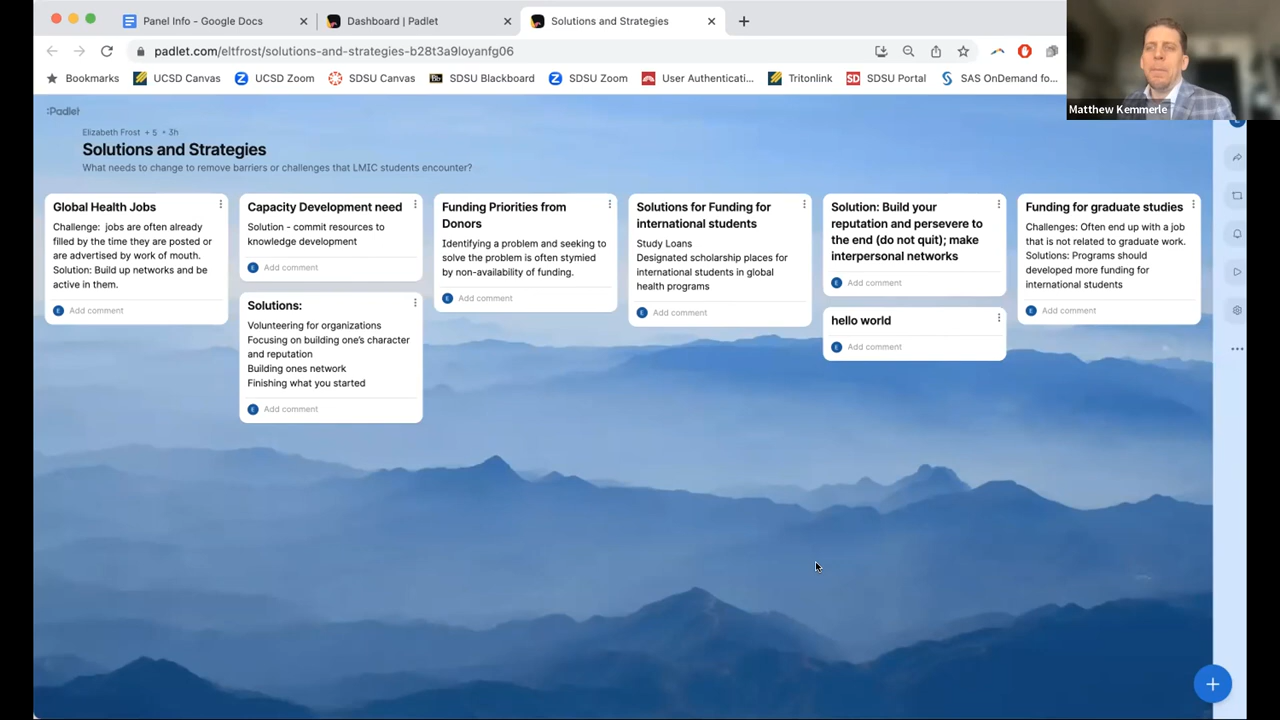 Panel Info - Google Docs
Dashboard | Padlet
Solutions and Strategies
padlet.com/eltfrost/solutions-and-strategies-b28t3a9loyanfg06
Bookmarks
UCSD Canvas
UCSD Zoom
SDSU Canvas
Bb
SDSU Blackboard
SDSU Zoom
User Authenticati...
Tritonlink
SD
SDSU Portal
SAS OnDemand fo...
Matthew Kemmerle
:Padlet
Elizabeth Frost + 5 • 3h
Solutions and Strategies
What needs to change to remove barriers or challenges that LMIC students encounter?
Global Health Jobs
Challenge: jobs are often already
filled by the time they are posted or
are advertised by work of mouth.
Solution: Build up networks and be
active in them.
E Add comment
Capacity Development need
Solution - commit resources to
knowledge development
E Add comment
Solutions:
Volunteering for organizations
Focusing on building one's character
and reputation
Building ones network
Finishing what you started
E Add comment
Funding Priorities from
Donors
Identifying a problem and seeking to
solve the problem is often stymied
by non-availability of funding.
E Add comment
Solutions for Funding for
international students
Study Loans
Designated scholarship places for
international students in global
health programs
E Add comment
Solution: Build your
reputation and persevere to
the end (do not quit); make
interpersonal networks
E Add comment
hello world
E Add comment
Funding for graduate studies
Challenges: Often end up with a job
that is not related to graduate work.
Solutions: Programs should
developed more funding for
international students
E Add comment